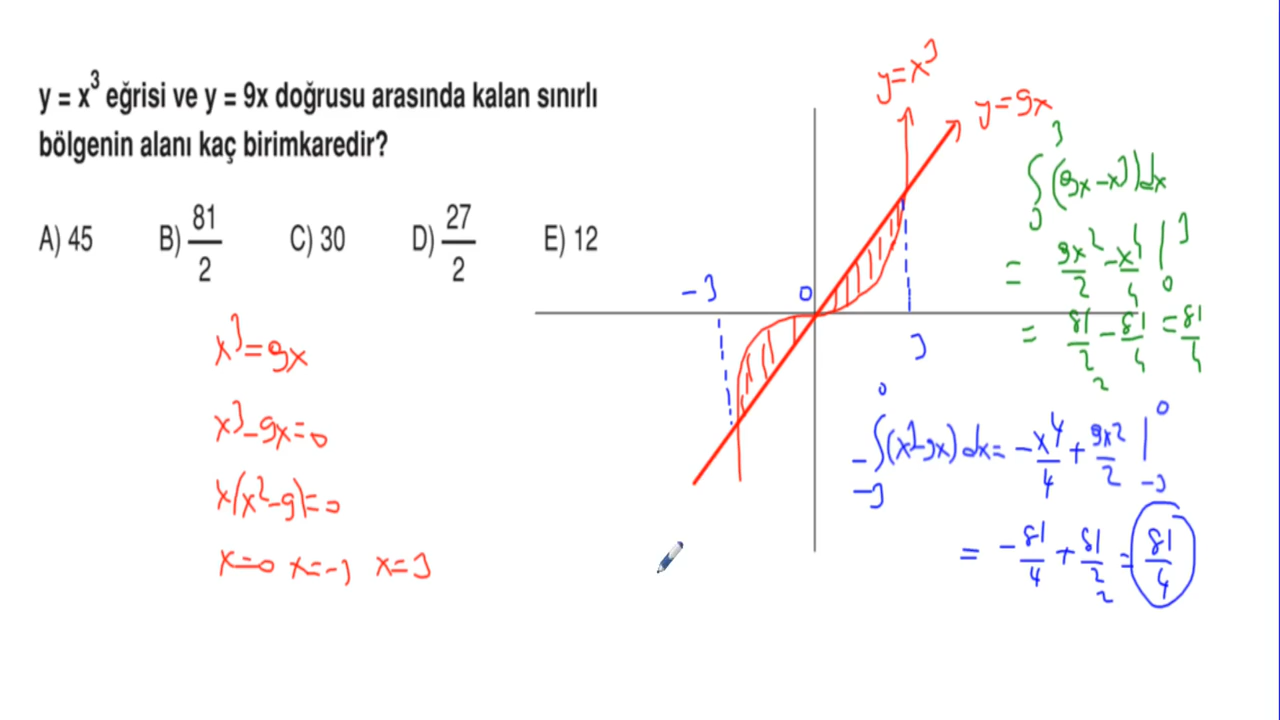 y = x³ eğrisi ve y = 9x doğrusu arasında kalan sınırlı
bölgenin alanı kaç birimkaredir?
A) 45 B) 81/2 C) 30 D) 27/2 E) 12
x³ = 9x
x³ - 9x = 0
x(x² - 9) = 0
x = 0 x = -3 x = 3
y = x³
y = 9x
-3
0
3
∫₀³ (9x - x³) dx
= 9x²/2 - x⁴/4 |₀³
= 81/2 - 81/4 = 81/4
2
-∫₋₃⁰ (x³ - 9x) dx = -x⁴/4 + 9x²/2 |₋₃⁰
= -81/4 + 81/2 = 81/4
2